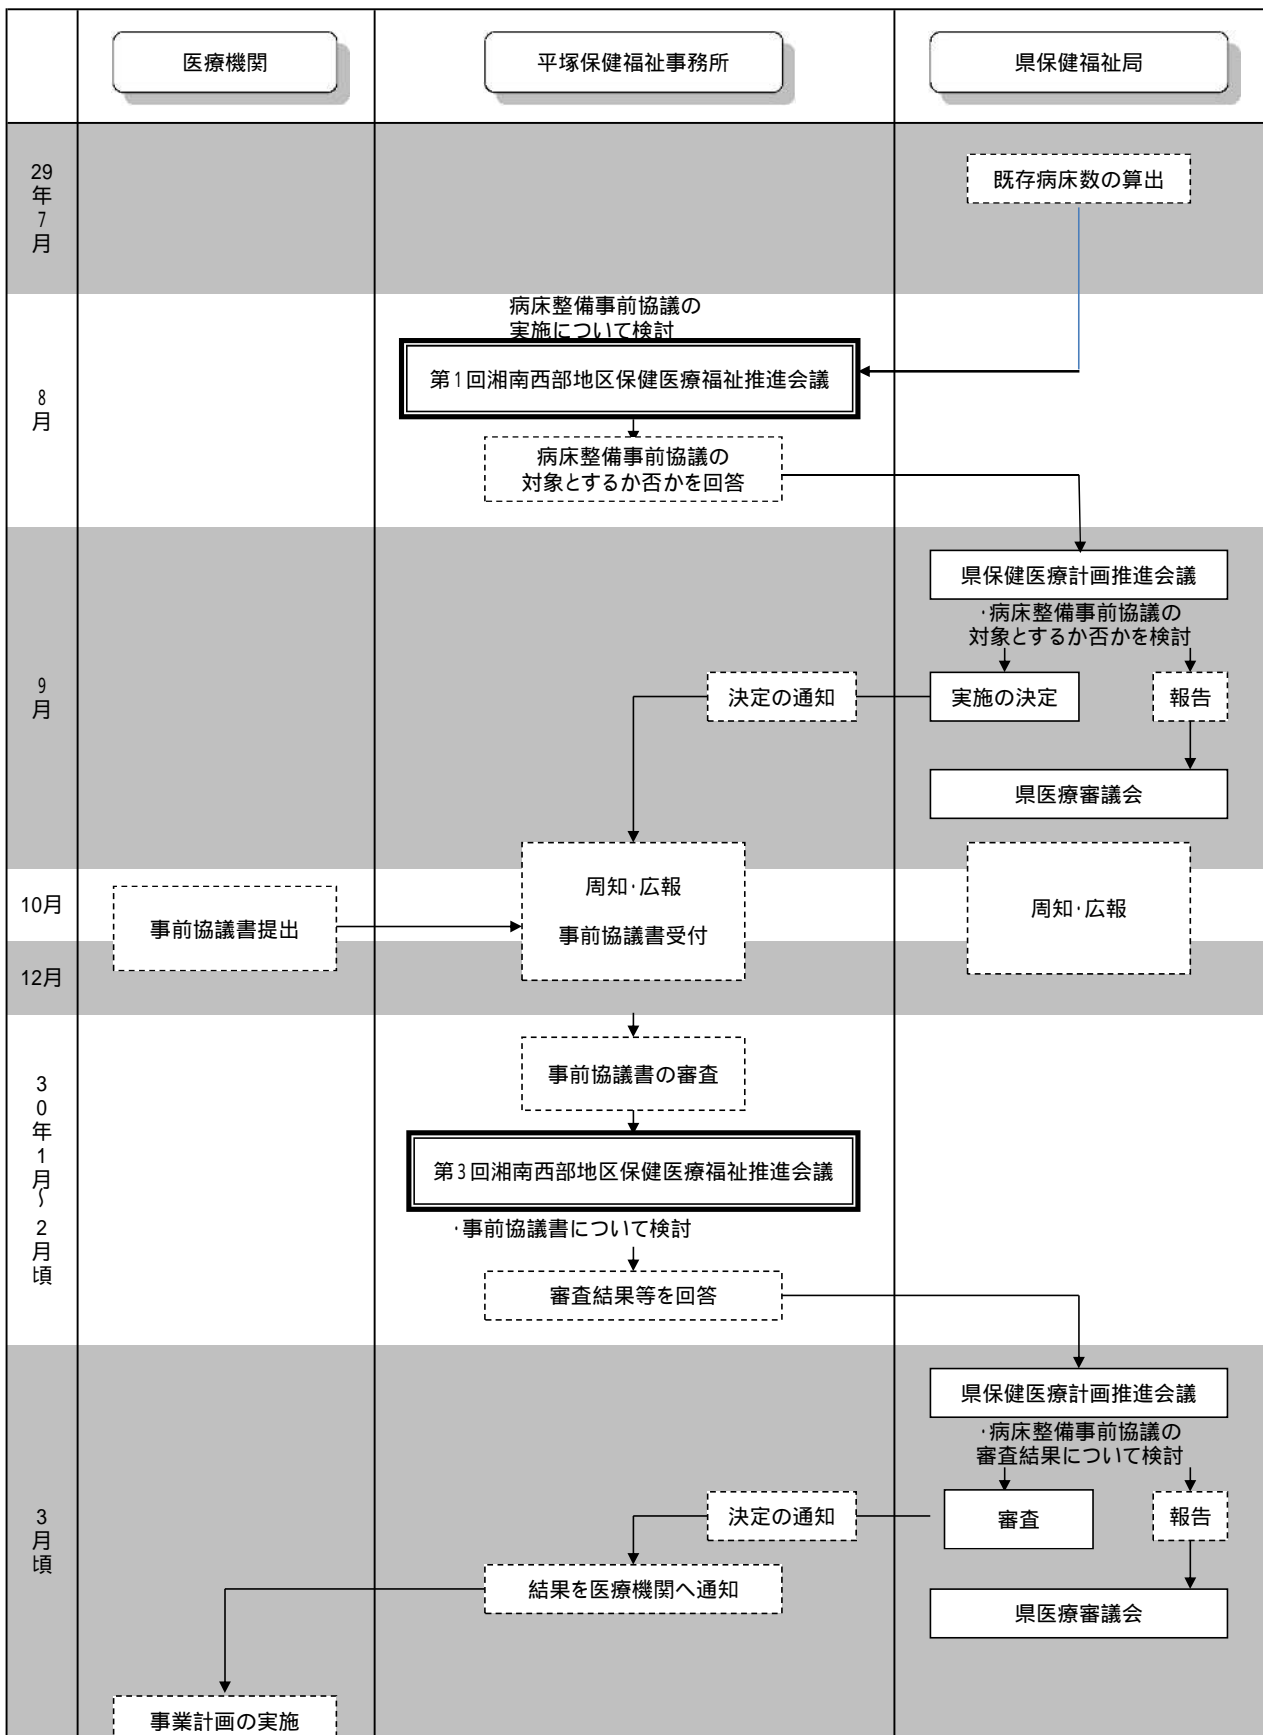 医療機関
平塚保健福祉事務所
県保健福祉局
29年7月
既存病床数の算出
8月
病床整備事前協議の
実施について検討
第1回湘南西部地区保健医療福祉推進会議
病床整備事前協議の
対象とするか否かを回答
9月
県保健医療計画推進会議
・病床整備事前協議の
対象とするか否かを検討
決定の通知
実施の決定
報告
県医療審議会
10月
事前協議書提出
周知・広報
事前協議書受付
周知・広報
12月
30年1月~2月頃
事前協議書の審査
第3回湘南西部地区保健医療福祉推進会議
・事前協議書について検討
審査結果等を回答
3月頃
県保健医療計画推進会議
・病床整備事前協議の
審査結果について検討
決定の通知
審査
報告
結果を医療機関へ通知
県医療審議会
事業計画の実施